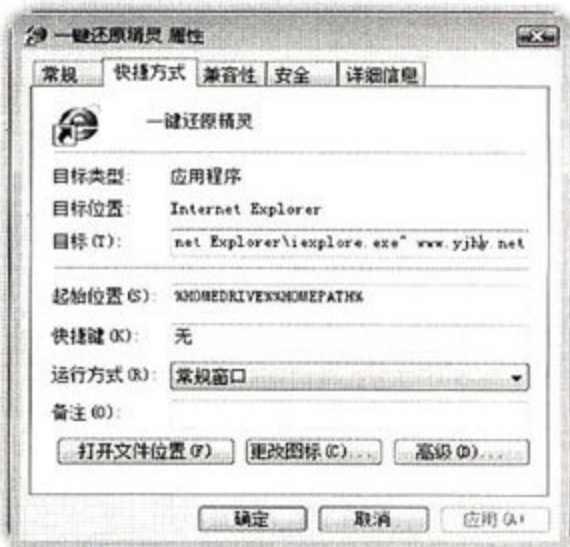 一键还原精灵 属性
常规 快捷方式 兼容性 安全 详细信息
一键还原精灵
目标类型: 应用程序
目标位置: Internet Explorer
目标(T): net Explorer\iexplore.exe" www.yjhy.net
起始位置(S): %HOMEDRIVE%%HOMEPATH%
快捷键(K): 无
运行方式(R): 常规窗口
备注(O):
打开文件位置(F) 更改图标(C)... 高级(D)...
确定 取消 应用(A)